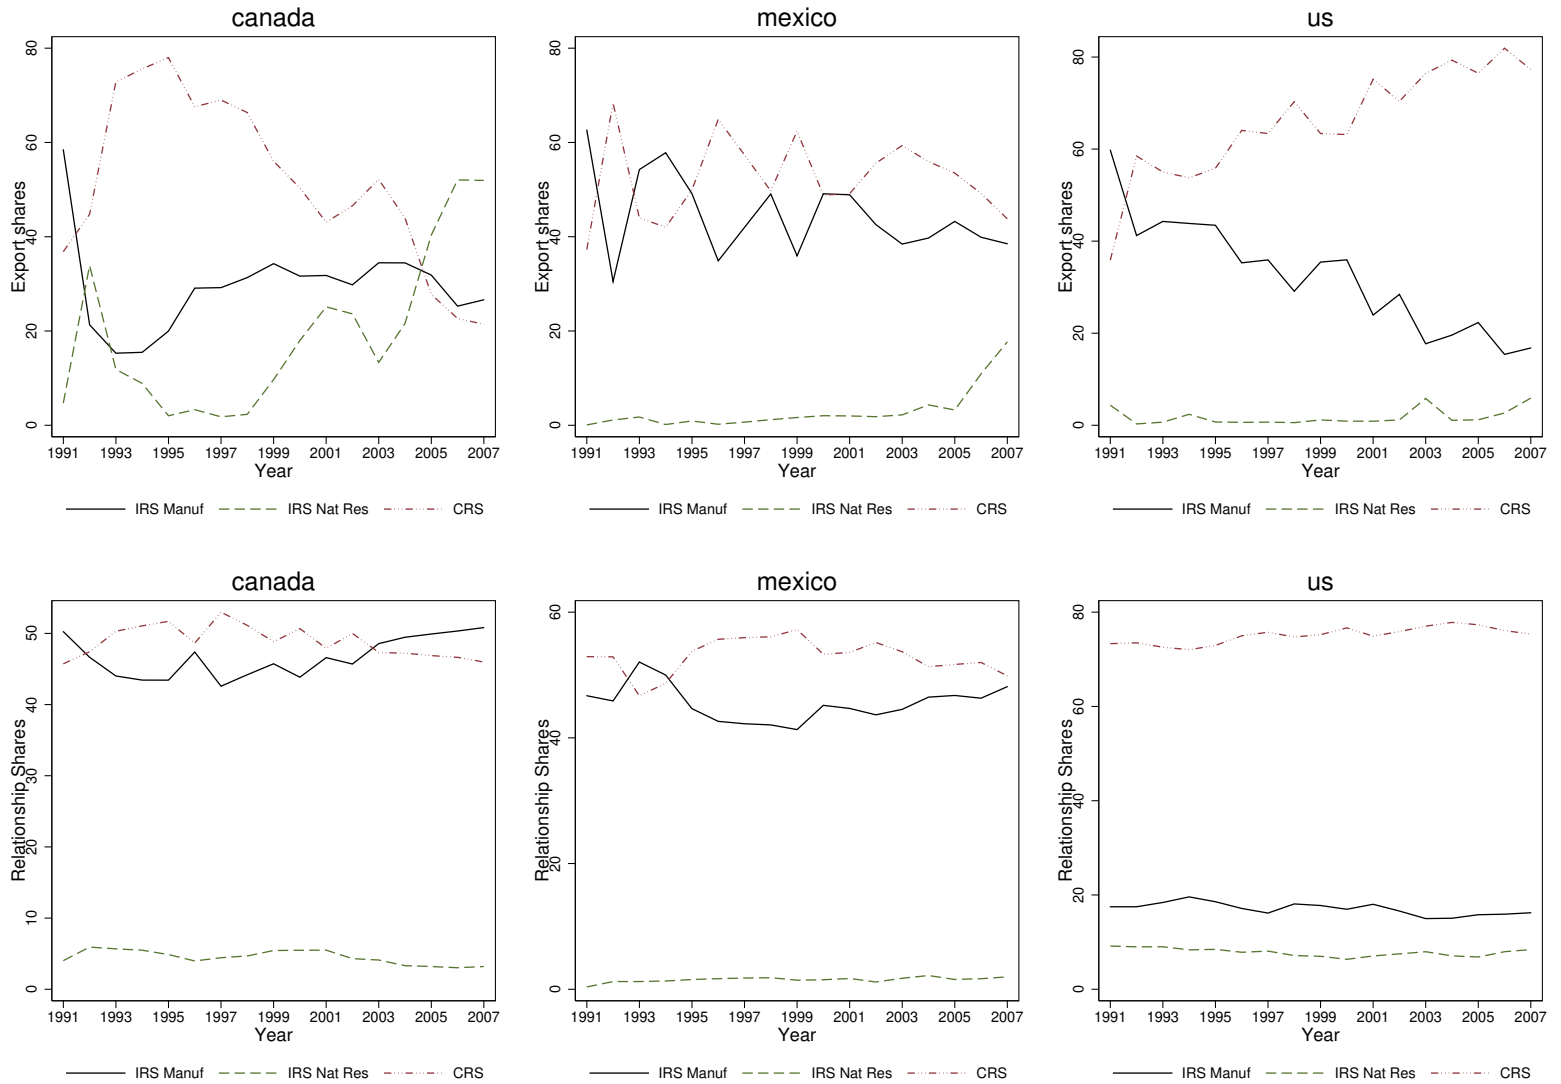 canada
Export shares
80
60
40
20
0
1991 1993 1995 1997 1999 2001 2003 2005 2007
Year
IRS Manuf IRS Nat Res CRS
mexico
Export shares
80
60
40
20
0
1991 1993 1995 1997 1999 2001 2003 2005 2007
Year
IRS Manuf IRS Nat Res CRS
us
Export shares
80
60
40
20
0
1991 1993 1995 1997 1999 2001 2003 2005 2007
Year
IRS Manuf IRS Nat Res CRS
canada
Relationship Shares
50
40
30
20
10
0
1991 1993 1995 1997 1999 2001 2003 2005 2007
Year
IRS Manuf IRS Nat Res CRS
mexico
Relationship Shares
60
40
20
0
1991 1993 1995 1997 1999 2001 2003 2005 2007
Year
IRS Manuf IRS Nat Res CRS
us
Relationship Shares
80
60
40
20
0
1991 1993 1995 1997 1999 2001 2003 2005 2007
Year
IRS Manuf IRS Nat Res CRS